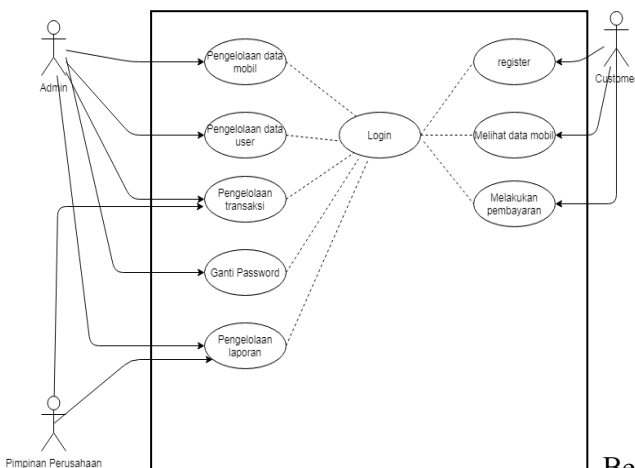 Pengelolaan data
mobil
register
Admin
Customer
Pengelolaan data
user
Login
Melihat data mobil
Pengelolaan
transaksi
Melakukan
pembayaran
Ganti Password
Pengelolaan
laporan
Pimpinan Perusahaan